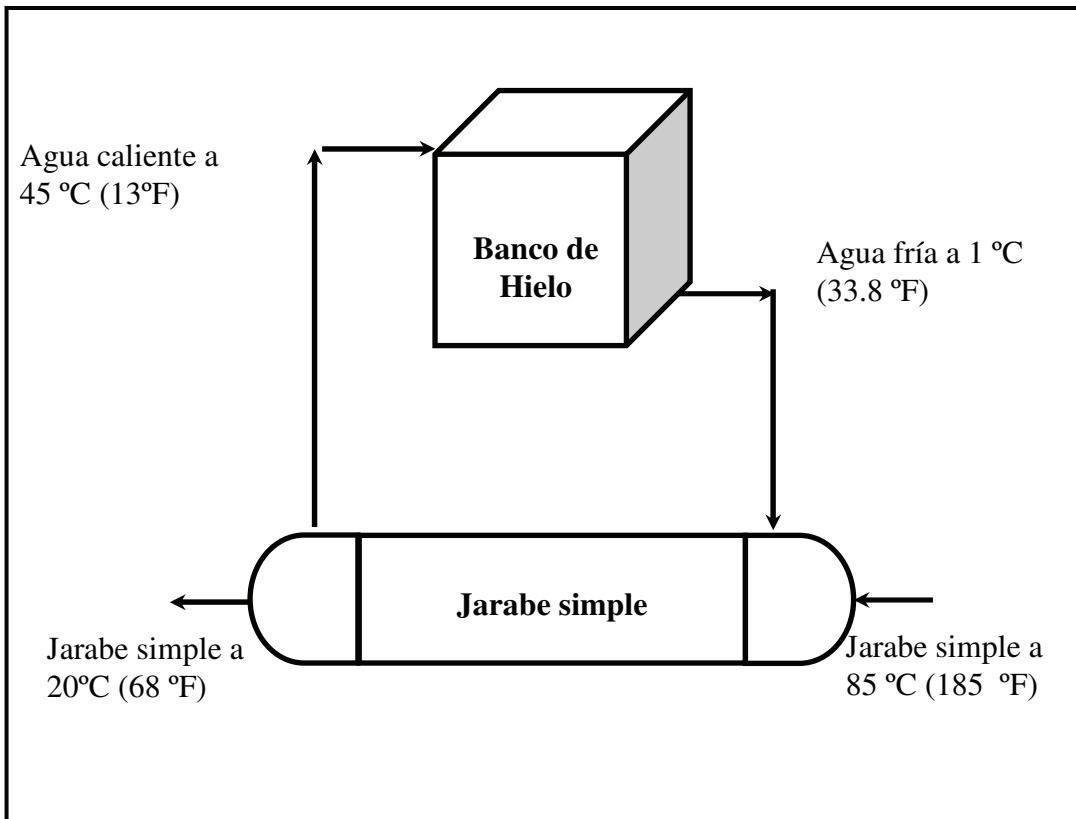 Agua caliente a
45 ºC (13ºF)
Banco de
Hielo
Agua fría a 1 ºC
(33.8 ºF)
Jarabe simple
Jarabe simple a
20ºC (68 ºF)
Jarabe simple a
85 ºC (185 ºF)